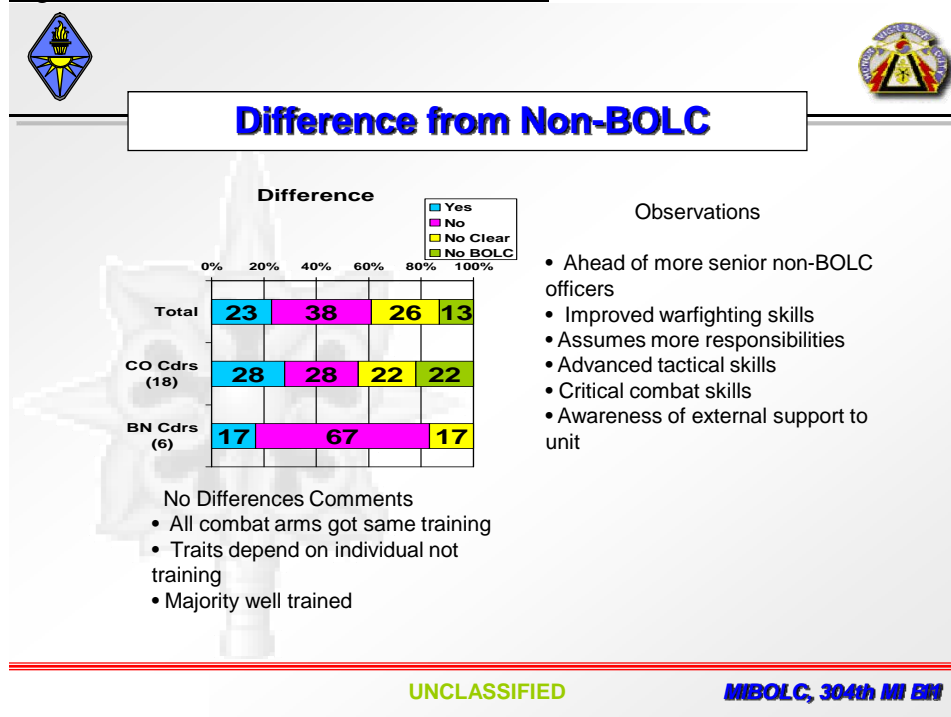 Difference from Non-BOLC
Difference
Yes
No
No Clear
No BOLC
0% 20% 40% 60% 80% 100%
Total 23 38 26 13
CO Cdrs
(18)
28 28 22 22
BN Cdrs
(6)
17 67 17
No Differences Comments
• All combat arms got same training
• Traits depend on individual not
training
• Majority well trained
Observations
• Ahead of more senior non-BOLC
officers
• Improved warfighting skills
• Assumes more responsibilities
• Advanced tactical skills
• Critical combat skills
• Awareness of external support to
unit
UNCLASSIFIED
MIBOLC, 304th MI BN